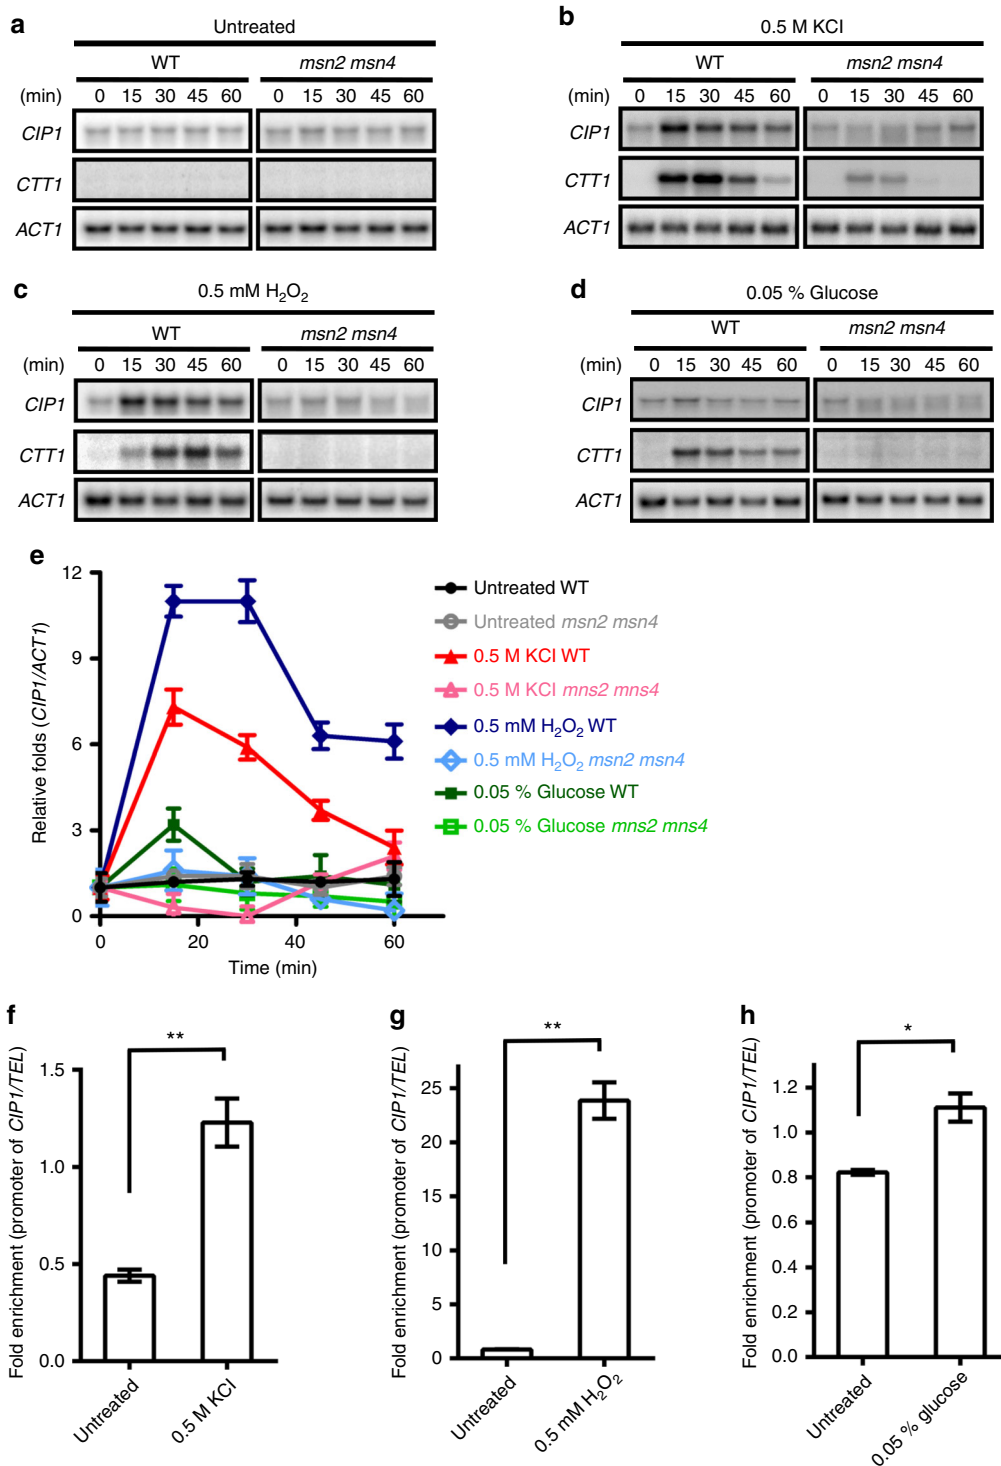 a
Untreated
WT
msn2 msn4
(min) 0 15 30 45 60 0 15 30 45 60
CIP1
CTT1
ACT1
b
0.5 M KCl
WT
msn2 msn4
(min) 0 15 30 45 60 0 15 30 45 60
CIP1
CTT1
ACT1
c
0.5 mM H2O2
WT
msn2 msn4
(min) 0 15 30 45 60 0 15 30 45 60
CIP1
CTT1
ACT1
d
0.05 % Glucose
WT
msn2 msn4
(min) 0 15 30 45 60 0 15 30 45 60
CIP1
CTT1
ACT1
e
Relative folds (CIP1/ACT1)
12
9
6
3
0
0 20 40 60
Time (min)
Untreated WT
Untreated msn2 msn4
0.5 M KCl WT
0.5 M KCl mns2 mns4
0.5 mM H2O2 WT
0.5 mM H2O2 msn2 msn4
0.05 % Glucose WT
0.05 % Glucose mns2 mns4
f
Fold enrichment (promoter of CIP1/TEL)
**
1.5
1.0
0.5
0.0
Untreated
0.5 M KCl
g
Fold enrichment (promoter of CIP1/TEL)
**
25
20
15
10
5
0
Untreated
0.5 mM H2O2
h
Fold enrichment (promoter of CIP1/TEL)
*
1.2
1.0
0.8
0.6
0.4
0.2
0.0
Untreated
0.05 % glucose